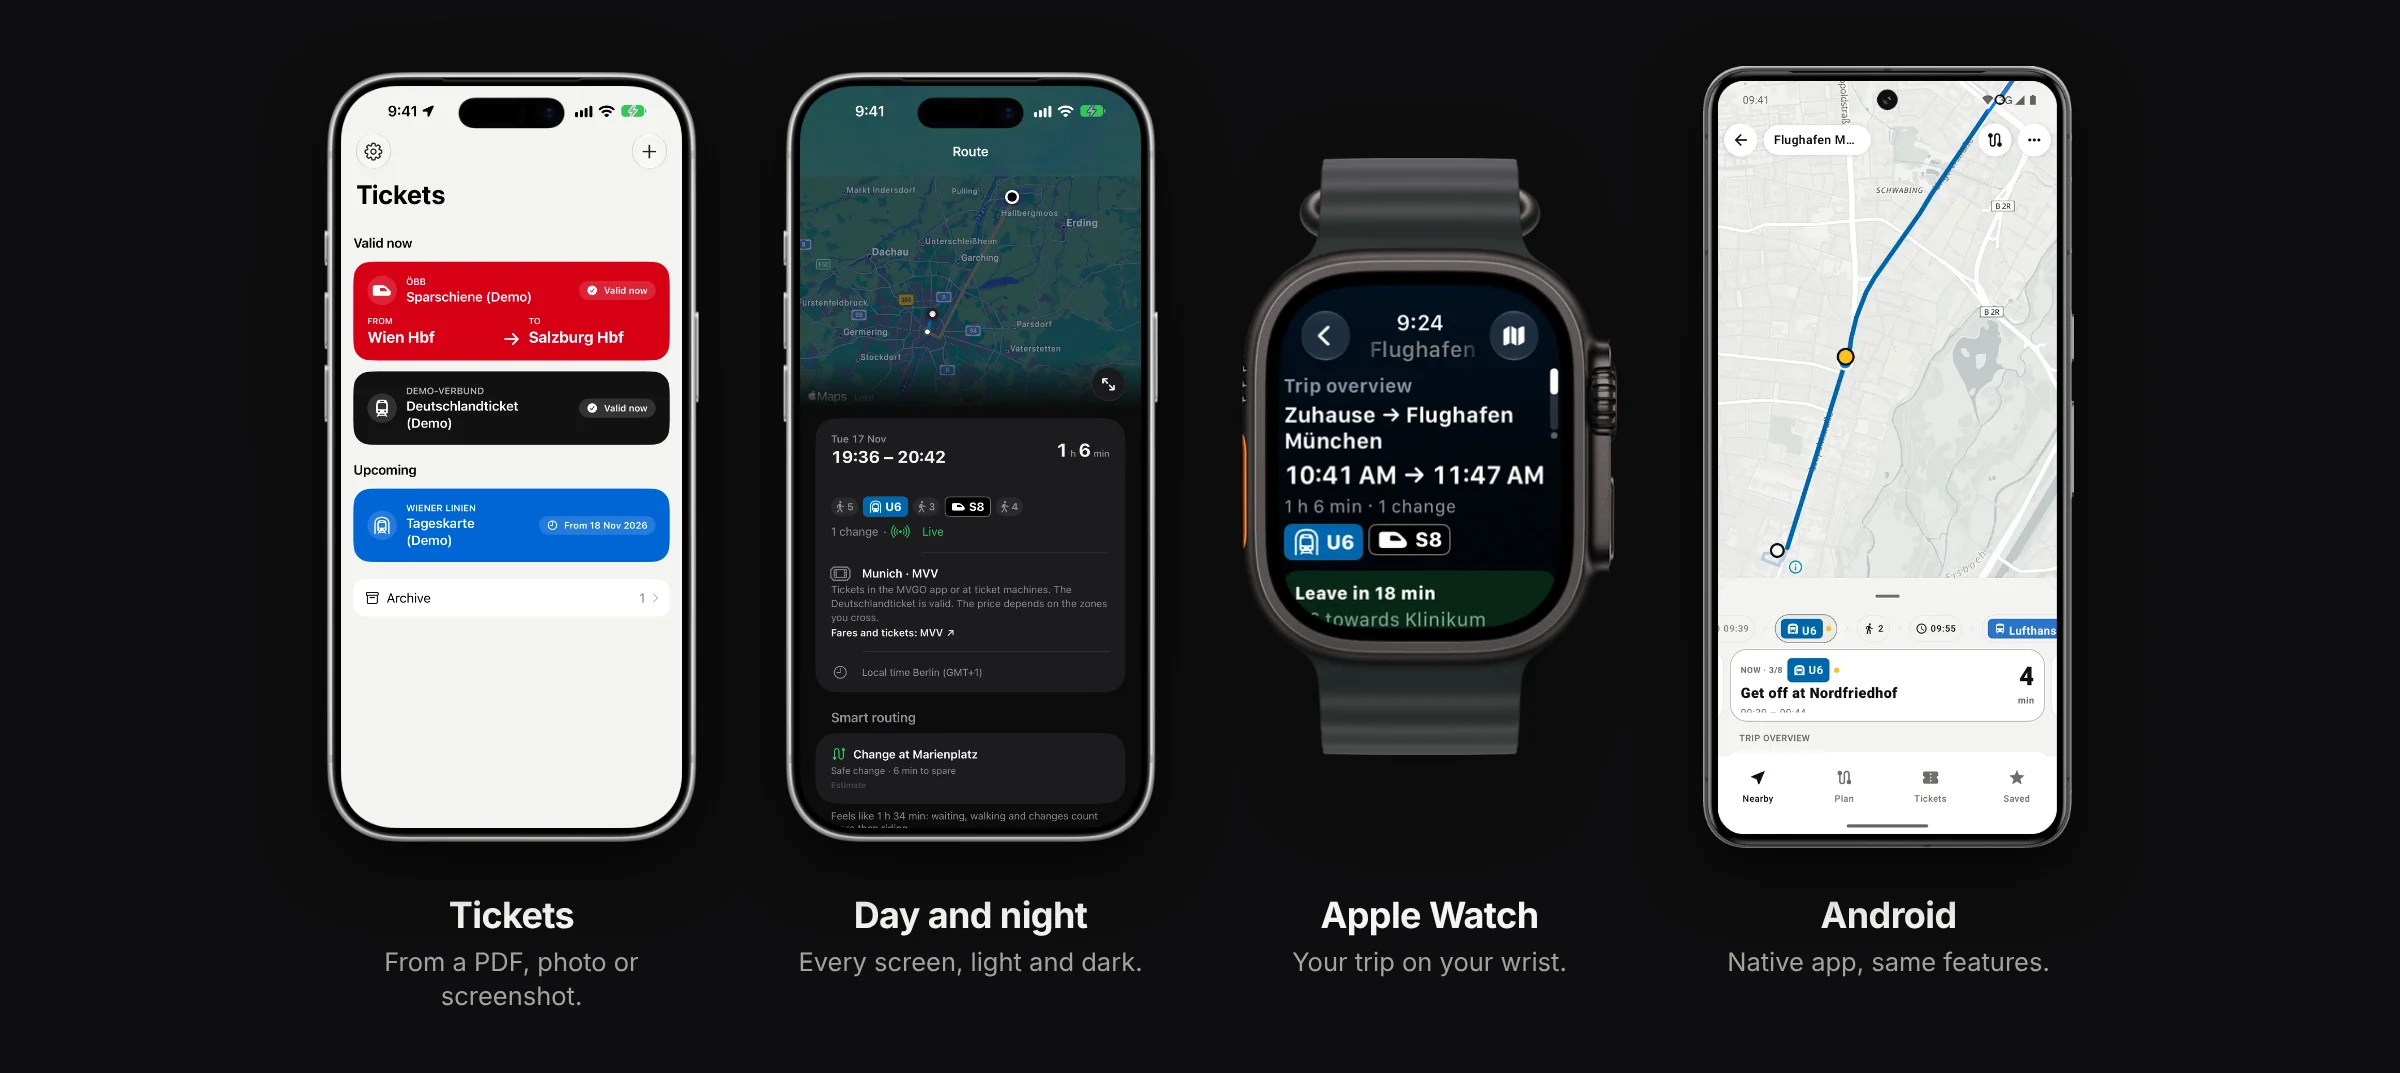 9:41
Tickets
Valid now
ÖBB
Sparschiene (Demo)
Valid now
FROM
TO
Wien Hbf
Salzburg Hbf
DEMO-VERBUND
Deutschlandticket
(Demo)
Valid now
Upcoming
WIENER LINIEN
Tageskarte
(Demo)
From 18 Nov 2026
Archive
1
Tickets
From a PDF, photo or
screenshot.
9:41
Route
Markt Indersdorf
Pulling
Hallbergmoos
Erding
Unterschleißheim
Dachau
Garching
Fürstenfeldbruck
Germering
Parsdorf
Vaterstetten
Stockdorf
Maps
Tue 17 Nov
19:36 – 20:42
1 h 6 min
5
U6
3
S8
4
1 change · Live
Munich · MVV
Tickets in the MVGO app or at ticket machines. The
Deutschlandticket is valid. The price depends on the zones
you cross.
Fares and tickets: MVV ↗
Local time Berlin (GMT+1)
Smart routing
Change at Marienplatz
Safe change · 6 min to spare
Estimate
Feels like 1 h 34 min: waiting, walking and changes count
Day and night
Every screen, light and dark.
9:24
Flughafen
Trip overview
Zuhause → Flughafen
München
10:41 AM → 11:47 AM
1 h 6 min · 1 change
U6
S8
Leave in 18 min
towards Klinikum
Apple Watch
Your trip on your wrist.
09:41
Flughafen M...
SCHWABING
B 2R
B 2R
Eisbach
09:39
U6
2
09:55
Lufthans
NOW · 3/8
U6
Get off at Nordfriedhof
4
min
TRIP OVERVIEW
Nearby
Plan
Tickets
Saved
Android
Native app, same features.